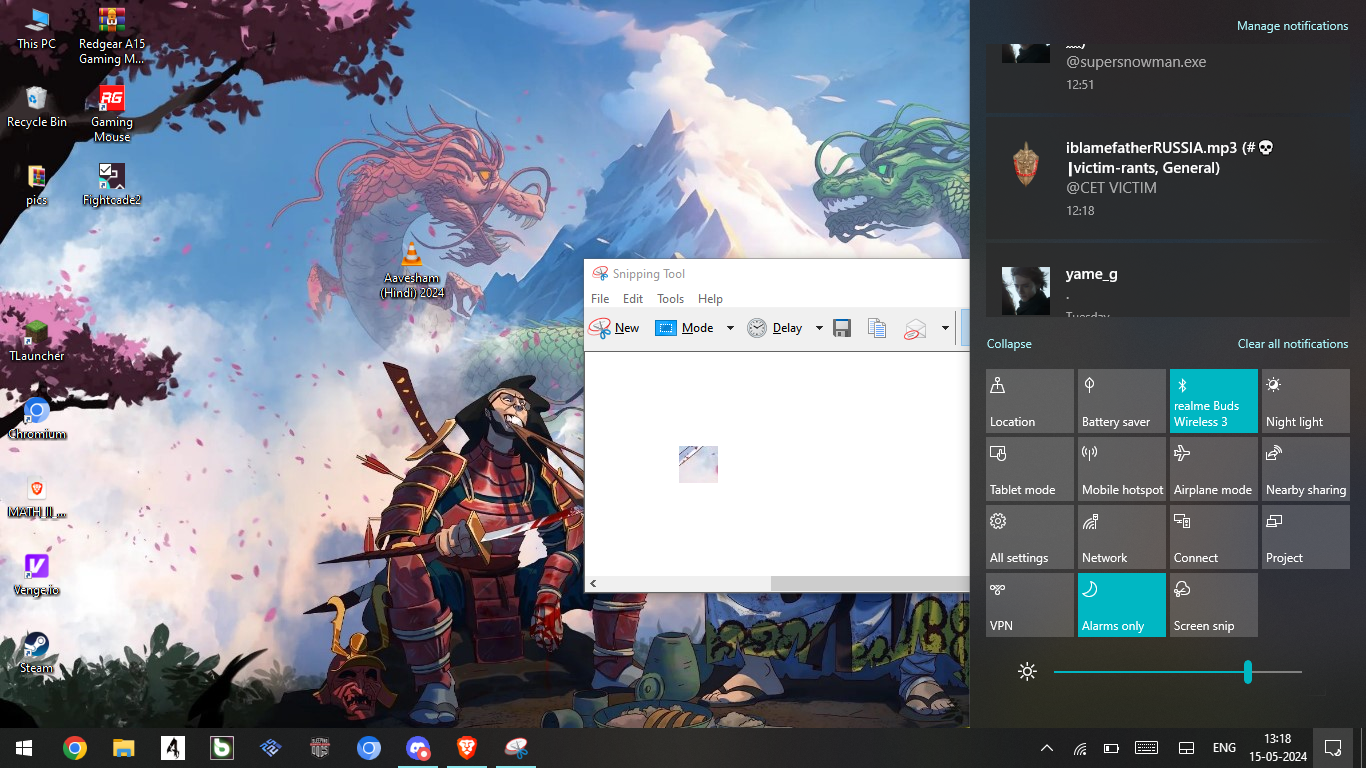 This PC
Redgear A15
Gaming M...
Recycle Bin
RG
Gaming
Mouse
pics
Fightcade2
Aavesham
(Hindi) 2024
TLauncher
Chromium
MATH_II_...
Vengeio
Steam
Snipping Tool
File Edit Tools Help
New Mode Delay
Manage notifications
@supersnowman.exe
12:51
iblamefatherRUSSIA.mp3 (#💀
┃victim-rants, General)
@CET VICTIM
12:18
yame_g
.
Tuesday
Collapse
Clear all notifications
Location
Battery saver
realme Buds
Wireless 3
Night light
Tablet mode
Mobile hotspot
Airplane mode
Nearby sharing
All settings
Network
Connect
Project
VPN
Alarms only
Screen snip
ENG
13:18
15-05-2024